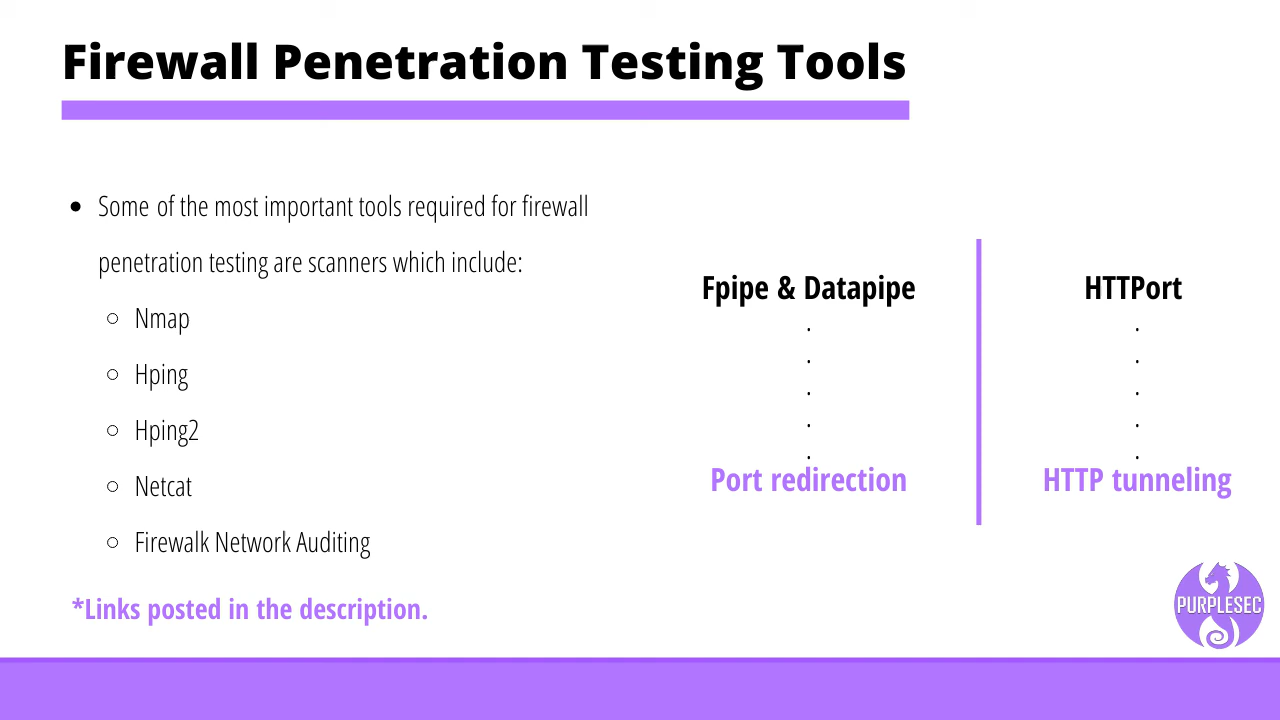 Firewall Penetration Testing Tools
• Some of the most important tools required for firewall
penetration testing are scanners which include:
○ Nmap
○ Hping
○ Hping2
○ Netcat
○ Firewalk Network Auditing
*Links posted in the description.
Fpipe & Datapipe
.
.
.
.
.
Port redirection
HTTPort
.
.
.
.
.
HTTP tunneling
PURPLESEC